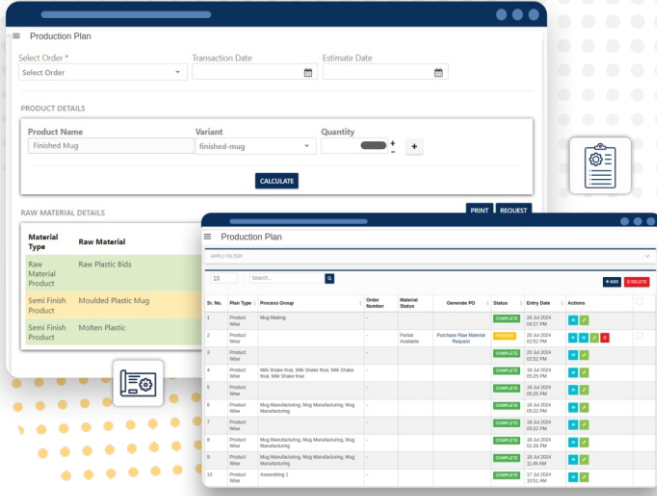 Production Plan
Select Order * Transaction Date Estimate Date
Select Order
PRODUCT DETAILS
Product Name Variant Quantity
Finished Mug finished-mug + - +
CALCULATE
RAW MATERIAL DETAILS PRINT REQUEST
Material Type Raw Material
Raw Material Product Raw Plastic Bids
Semi Finish Product Moulded Plastic Mug
Semi Finish Product Molten Plastic
Production Plan
APPLY FILTER
10 Search... + ADD DELETE
Sr. No. Plan Type Process Group Order Number Material Status Generate PO Status Entry Date Actions
1 Product Wise Mug Making - COMPLETE 20 Jul 2024 04:27 PM
2 Product Wise - Partial Available Purchase Raw Material Request PENDING 20 Jul 2024 02:52 PM
3 Product Wise - COMPLETE 20 Jul 2024 02:52 PM
4 Product Wise Milk Shake final, Milk Shake final, Milk Shake final, Milk Shake final - COMPLETE 18 Jul 2024 05:25 PM
5 Product Wise - COMPLETE 18 Jul 2024
6 Product Wise Mug Manufacturing, Mug Manufacturing, Mug Manufacturing - COMPLETE 18 Jul 2024 05:22 PM
7 Product Wise - COMPLETE 18 Jul 2024 05:22 PM
8 Product Wise Mug Manufacturing, Mug Manufacturing, Mug Manufacturing - COMPLETE 18 Jul 2024 01:26 PM
9 Product Wise Mug Manufacturing, Mug Manufacturing, Mug Manufacturing - COMPLETE 18 Jul 2024 11:46 AM
10 Product Wise Assembling 1 - COMPLETE 17 Jul 2024 10:51 AM